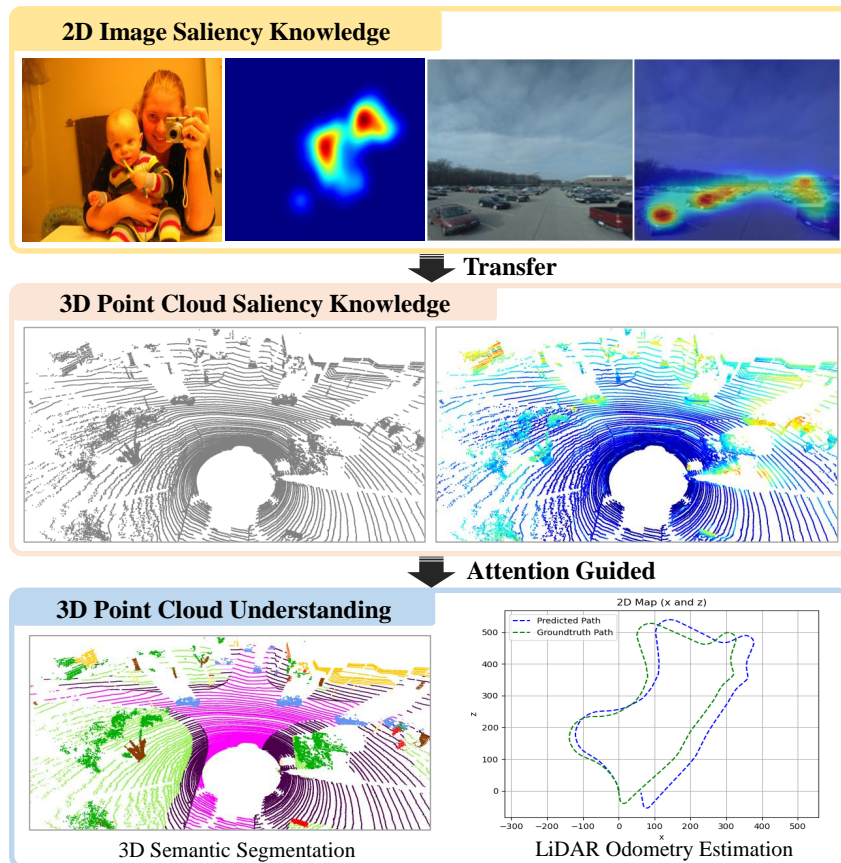 2D Image Saliency Knowledge
Transfer
3D Point Cloud Saliency Knowledge
Attention Guided
3D Point Cloud Understanding
2D Map (x and z)
Predicted Path
Groundtruth Path
500
400
300
200
100
0
z
−300 −200 −100 0 100 200 300 400 500
x
3D Semantic Segmentation
LiDAR Odometry Estimation